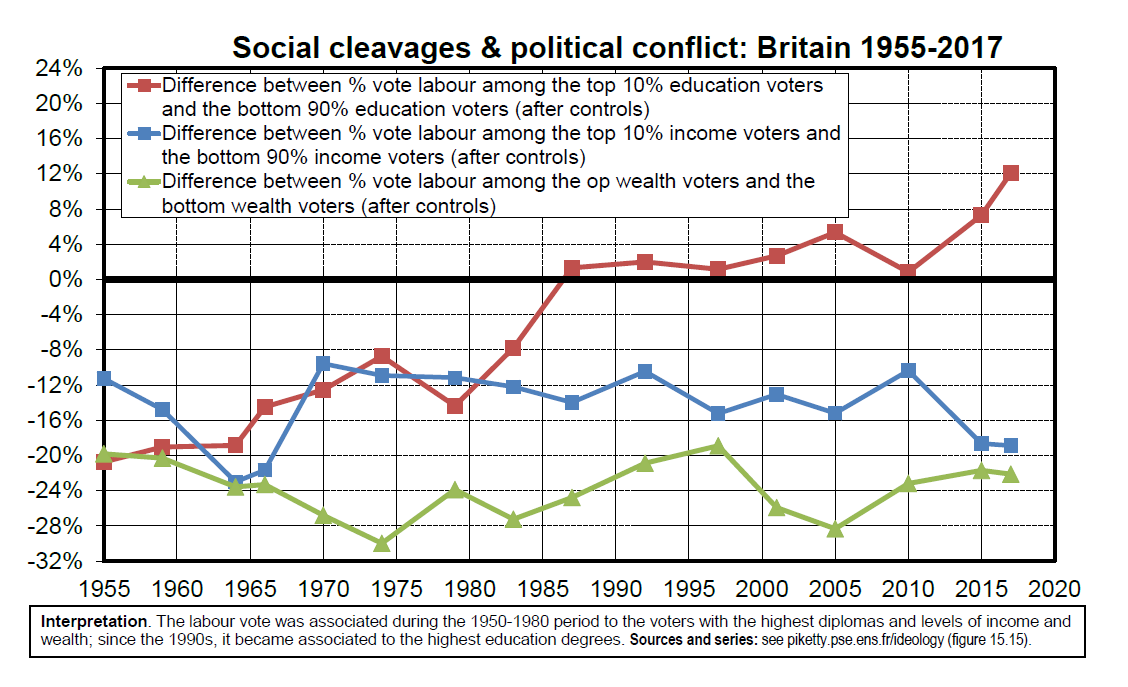 Social cleavages & political conflict: Britain 1955-2017
24%
20%
16%
12%
8%
4%
0%
-4%
-8%
-12%
-16%
-20%
-24%
-28%
-32%
Difference between % vote labour among the top 10% education voters
and the bottom 90% education voters (after controls)
Difference between % vote labour among the top 10% income voters and
the bottom 90% income voters (after controls)
Difference between % vote labour among the op wealth voters and the
bottom wealth voters (after controls)
1955 1960 1965 1970 1975 1980 1985 1990 1995 2000 2005 2010 2015 2020
Interpretation. The labour vote was associated during the 1950-1980 period to the voters with the highest diplomas and levels of income and
wealth; since the 1990s, it became associated to the highest education degrees. Sources and series: see piketty.pse.ens.fr/ideology (figure 15.15).